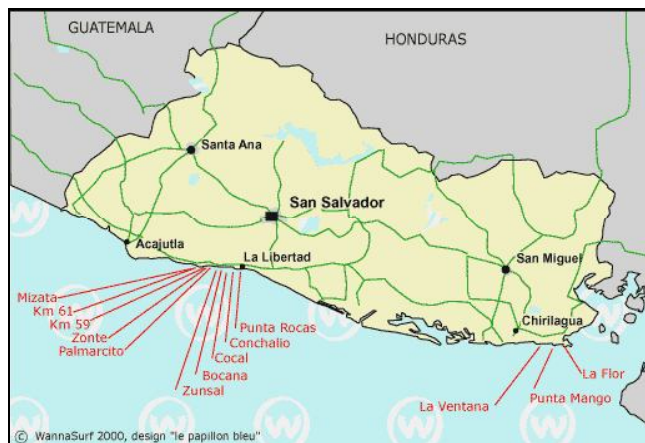 GUATEMALA
HONDURAS
Santa Ana
San Salvador
Acajutla
La Libertad
San Miguel
Chirilagua
Mizata
Km 61
Km 59
Zonte
Palmarcito
Punta Rocas
Conchalio
Cocal
Bocana
Zunsal
La Flor
La Ventana
Punta Mango
(c) WannaSurf 2000, design "le papillon bleu"